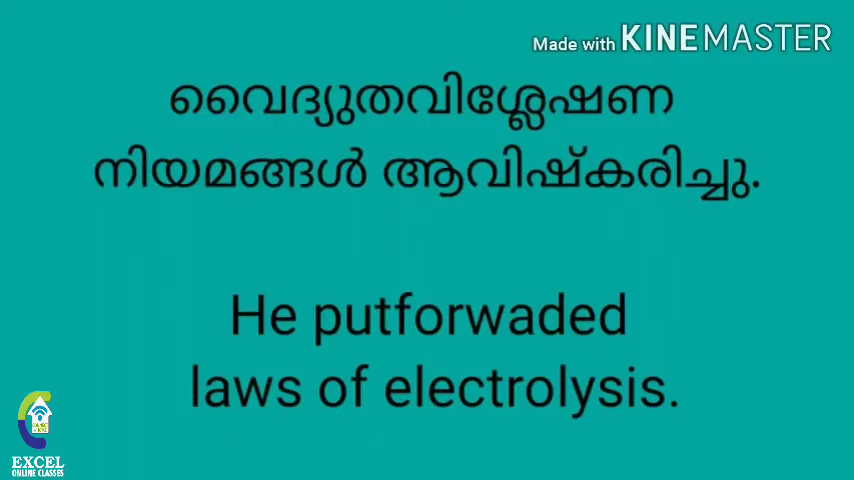 Made with KINEMASTER
വൈദ്യുതവിശ്ലേഷണ
നിയമങ്ങൾ ആവിഷ്കരിച്ചു.
He putforwaded
laws of electrolysis.
EXCEL
ONLINE CLASSES